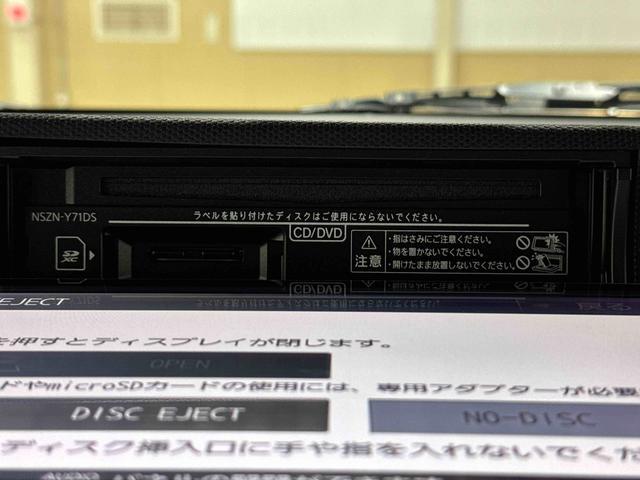 NSZN-Y71DS
ラベルを貼り付けたディスクはご使用にならないでください。
CD/DVD
SD
XC
注意
・指はさみにご注意ください。
・物を置かないでください。
・開けたまま放置しないでください。
EJECT
戻る
を押すとディスプレイが閉じます。
OPEN
ドやmicroSDカードの使用には、専用アダプターが必要
DISC EJECT
NO-DISC
ディスク挿入口に手や指を入れないでくだ